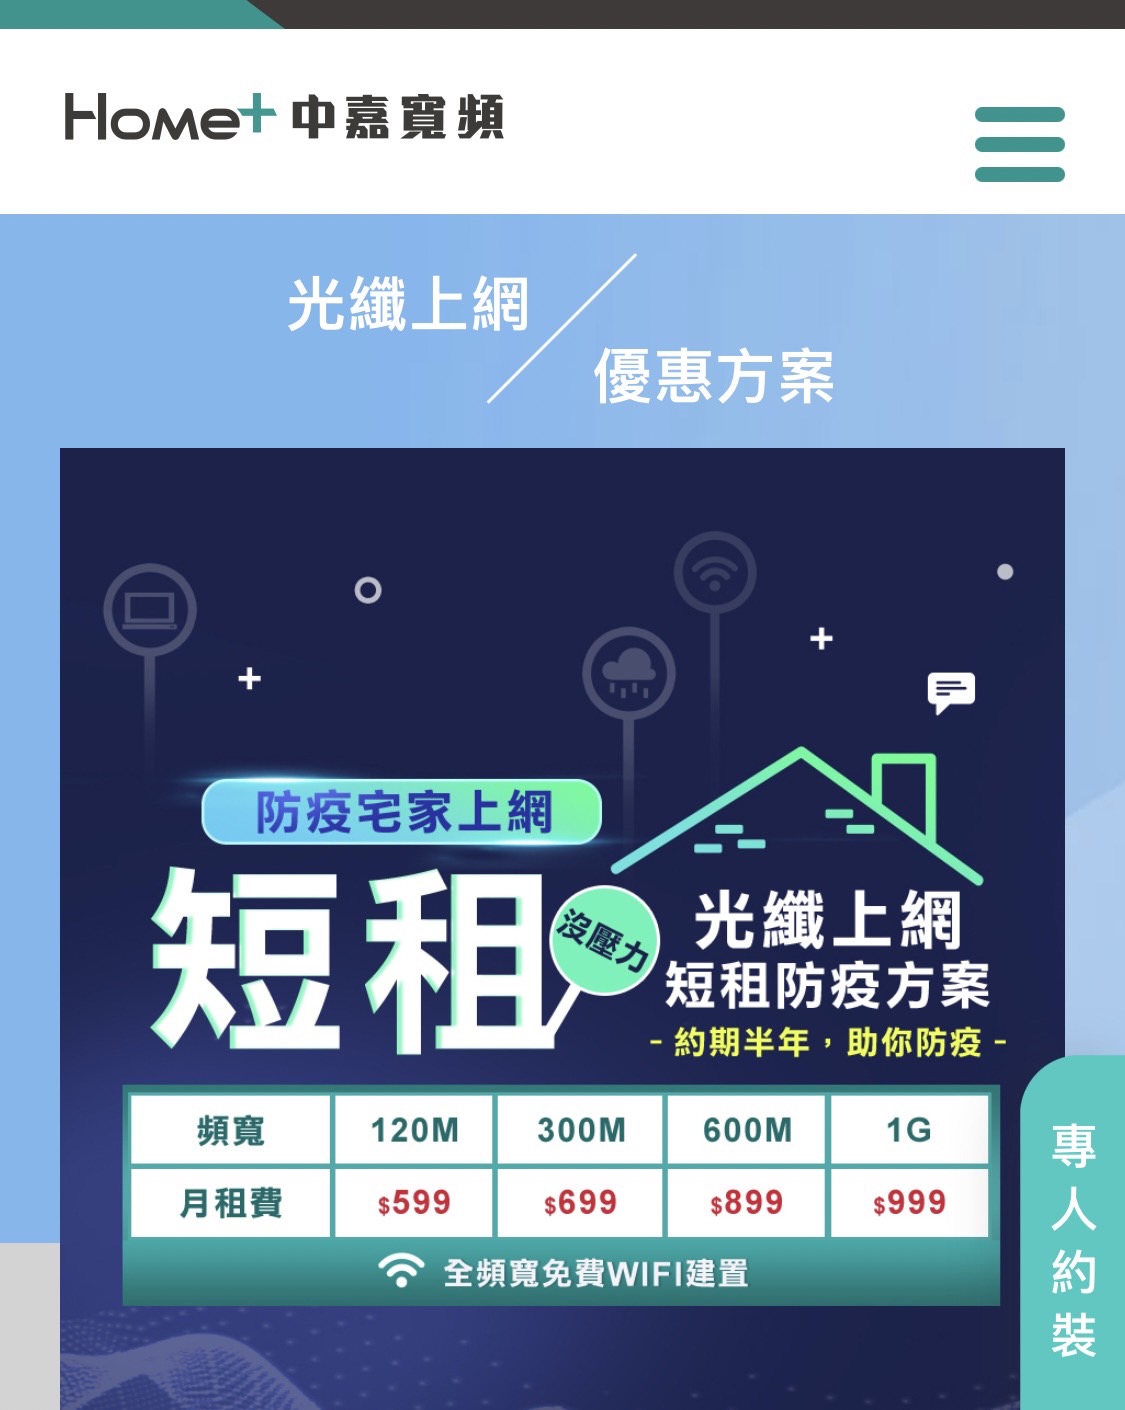 Home+ 中嘉寬頻
光纖上網
優惠方案
防疫宅家上網
短租
沒壓力
光纖上網
短租防疫方案
- 約期半年，助你防疫 -
頻寬 120M 300M 600M 1G
月租費 $599 $699 $899 $999
全頻寬免費WIFI建置
專人約裝